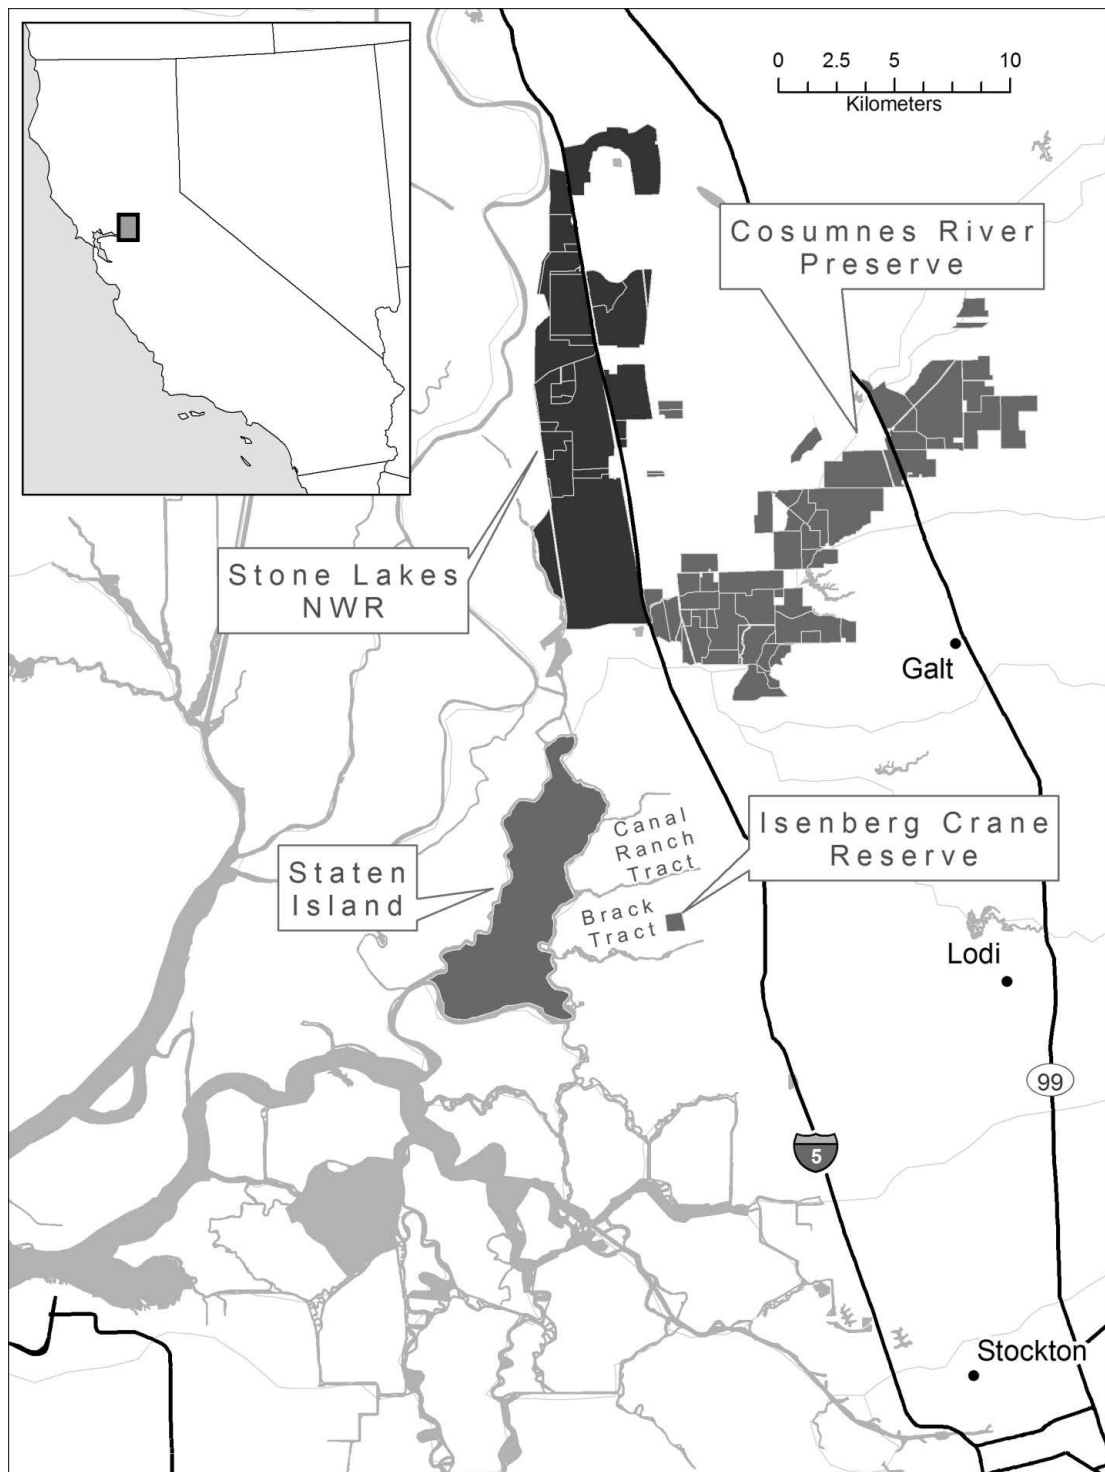 0 2.5 5 10
Kilometers
Cosumnes River
Preserve
Stone Lakes
NWR
Galt
Canal
Ranch
Tract
Isenberg Crane
Reserve
Staten
Island
Brack
Tract
Lodi
99
5
Stockton